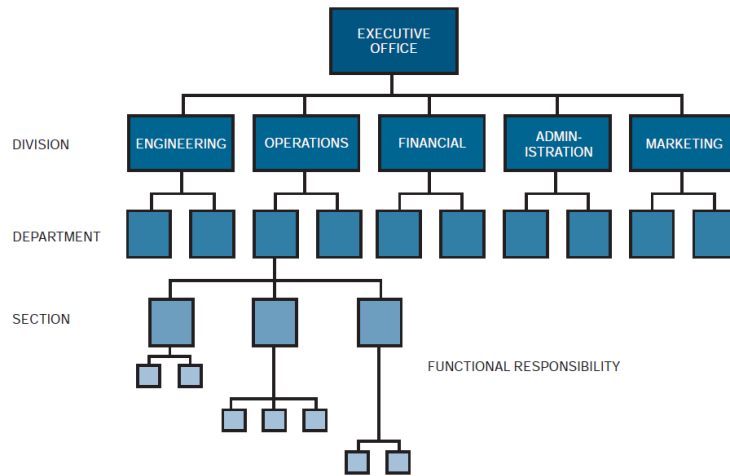 EXECUTIVE
OFFICE
DIVISION
ENGINEERING
OPERATIONS
FINANCIAL
ADMIN-
ISTRATION
MARKETING
DEPARTMENT
SECTION
FUNCTIONAL RESPONSIBILITY